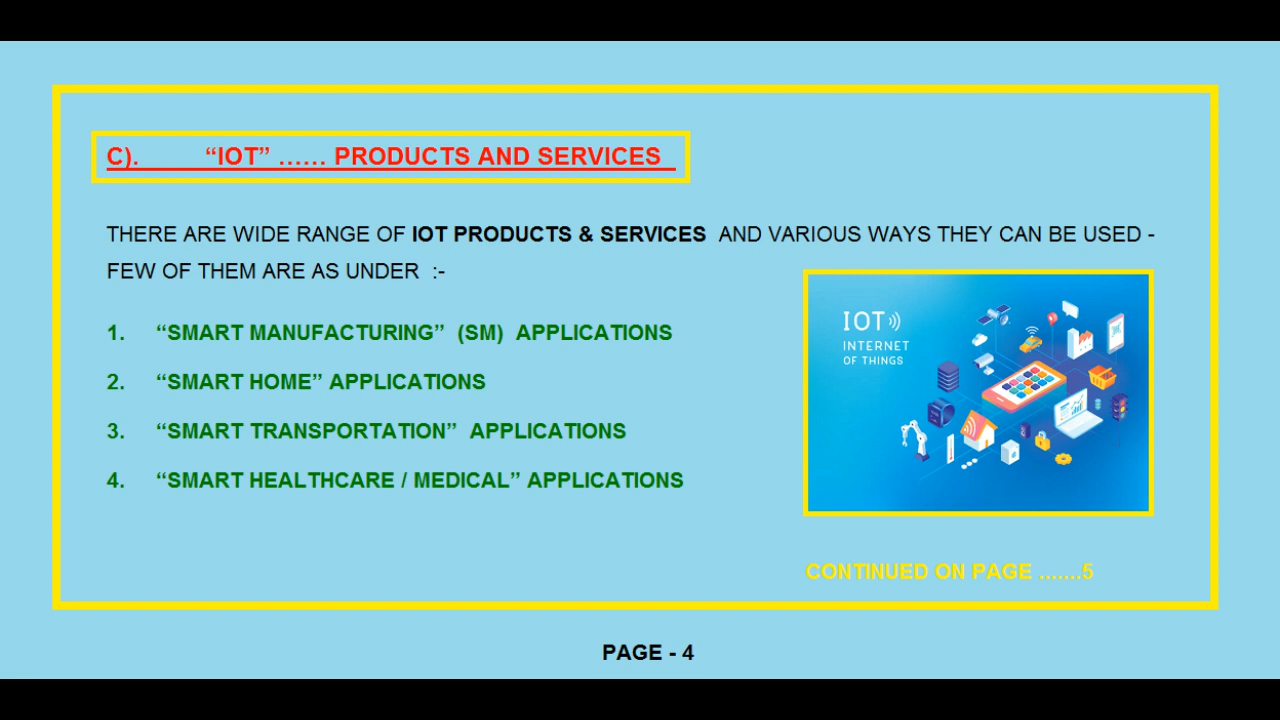 C). “IOT” ...... PRODUCTS AND SERVICES
THERE ARE WIDE RANGE OF IOT PRODUCTS & SERVICES AND VARIOUS WAYS THEY CAN BE USED -
FEW OF THEM ARE AS UNDER :-
1. “SMART MANUFACTURING” (SM) APPLICATIONS
2. “SMART HOME” APPLICATIONS
3. “SMART TRANSPORTATION” APPLICATIONS
4. “SMART HEALTHCARE / MEDICAL” APPLICATIONS
IOT
INTERNET
OF THINGS
CONTINUED ON PAGE .......5
PAGE - 4